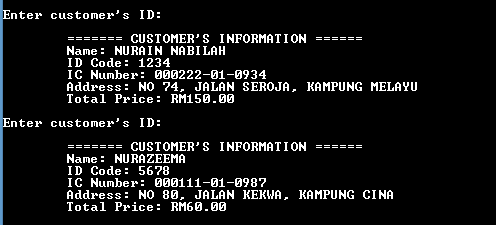 Enter customer's ID:
======= CUSTOMER'S INFORMATION ======
Name: NURAIN NABILAH
ID Code: 1234
IC Number: 000222-01-0934
Address: NO 74, JALAN SEROJA, KAMPUNG MELAYU
Total Price: RM150.00
Enter customer's ID:
======= CUSTOMER'S INFORMATION ======
Name: NURAZEEMA
ID Code: 5678
IC Number: 000111-01-0987
Address: NO 80, JALAN KEKWA, KAMPUNG CINA
Total Price: RM60.00